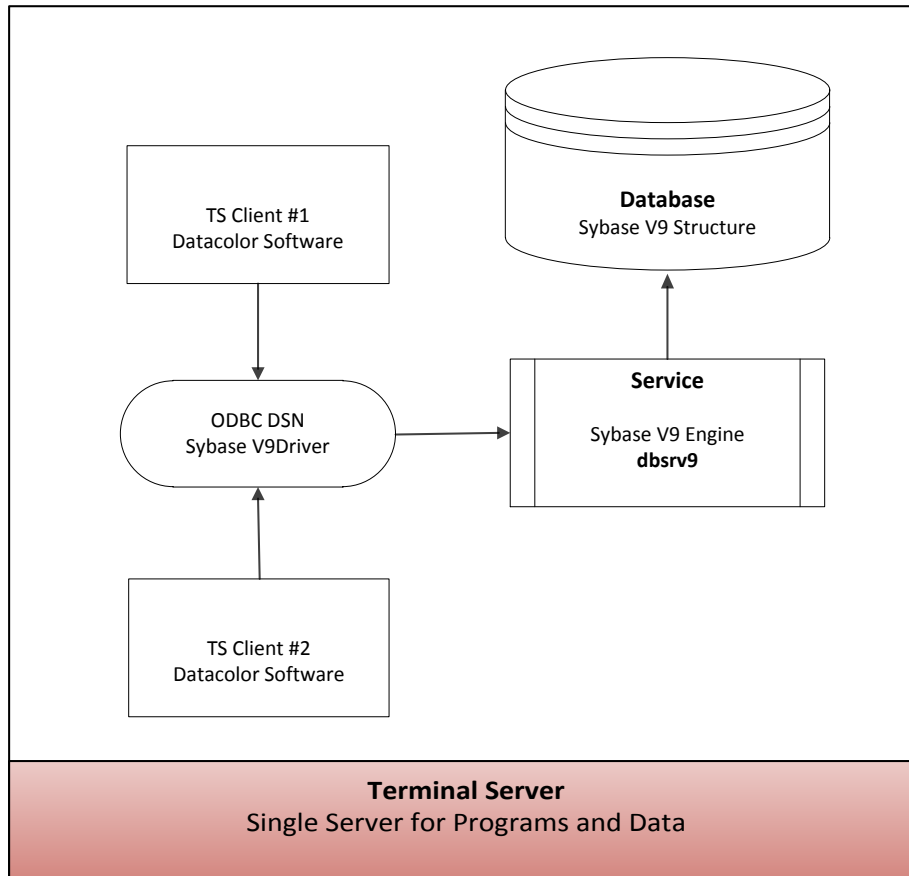 Database
Sybase V9 Structure
TS Client #1
Datacolor Software
Service
Sybase V9 Engine
dbsrv9
ODBC DSN
Sybase V9Driver
TS Client #2
Datacolor Software
Terminal Server
Single Server for Programs and Data